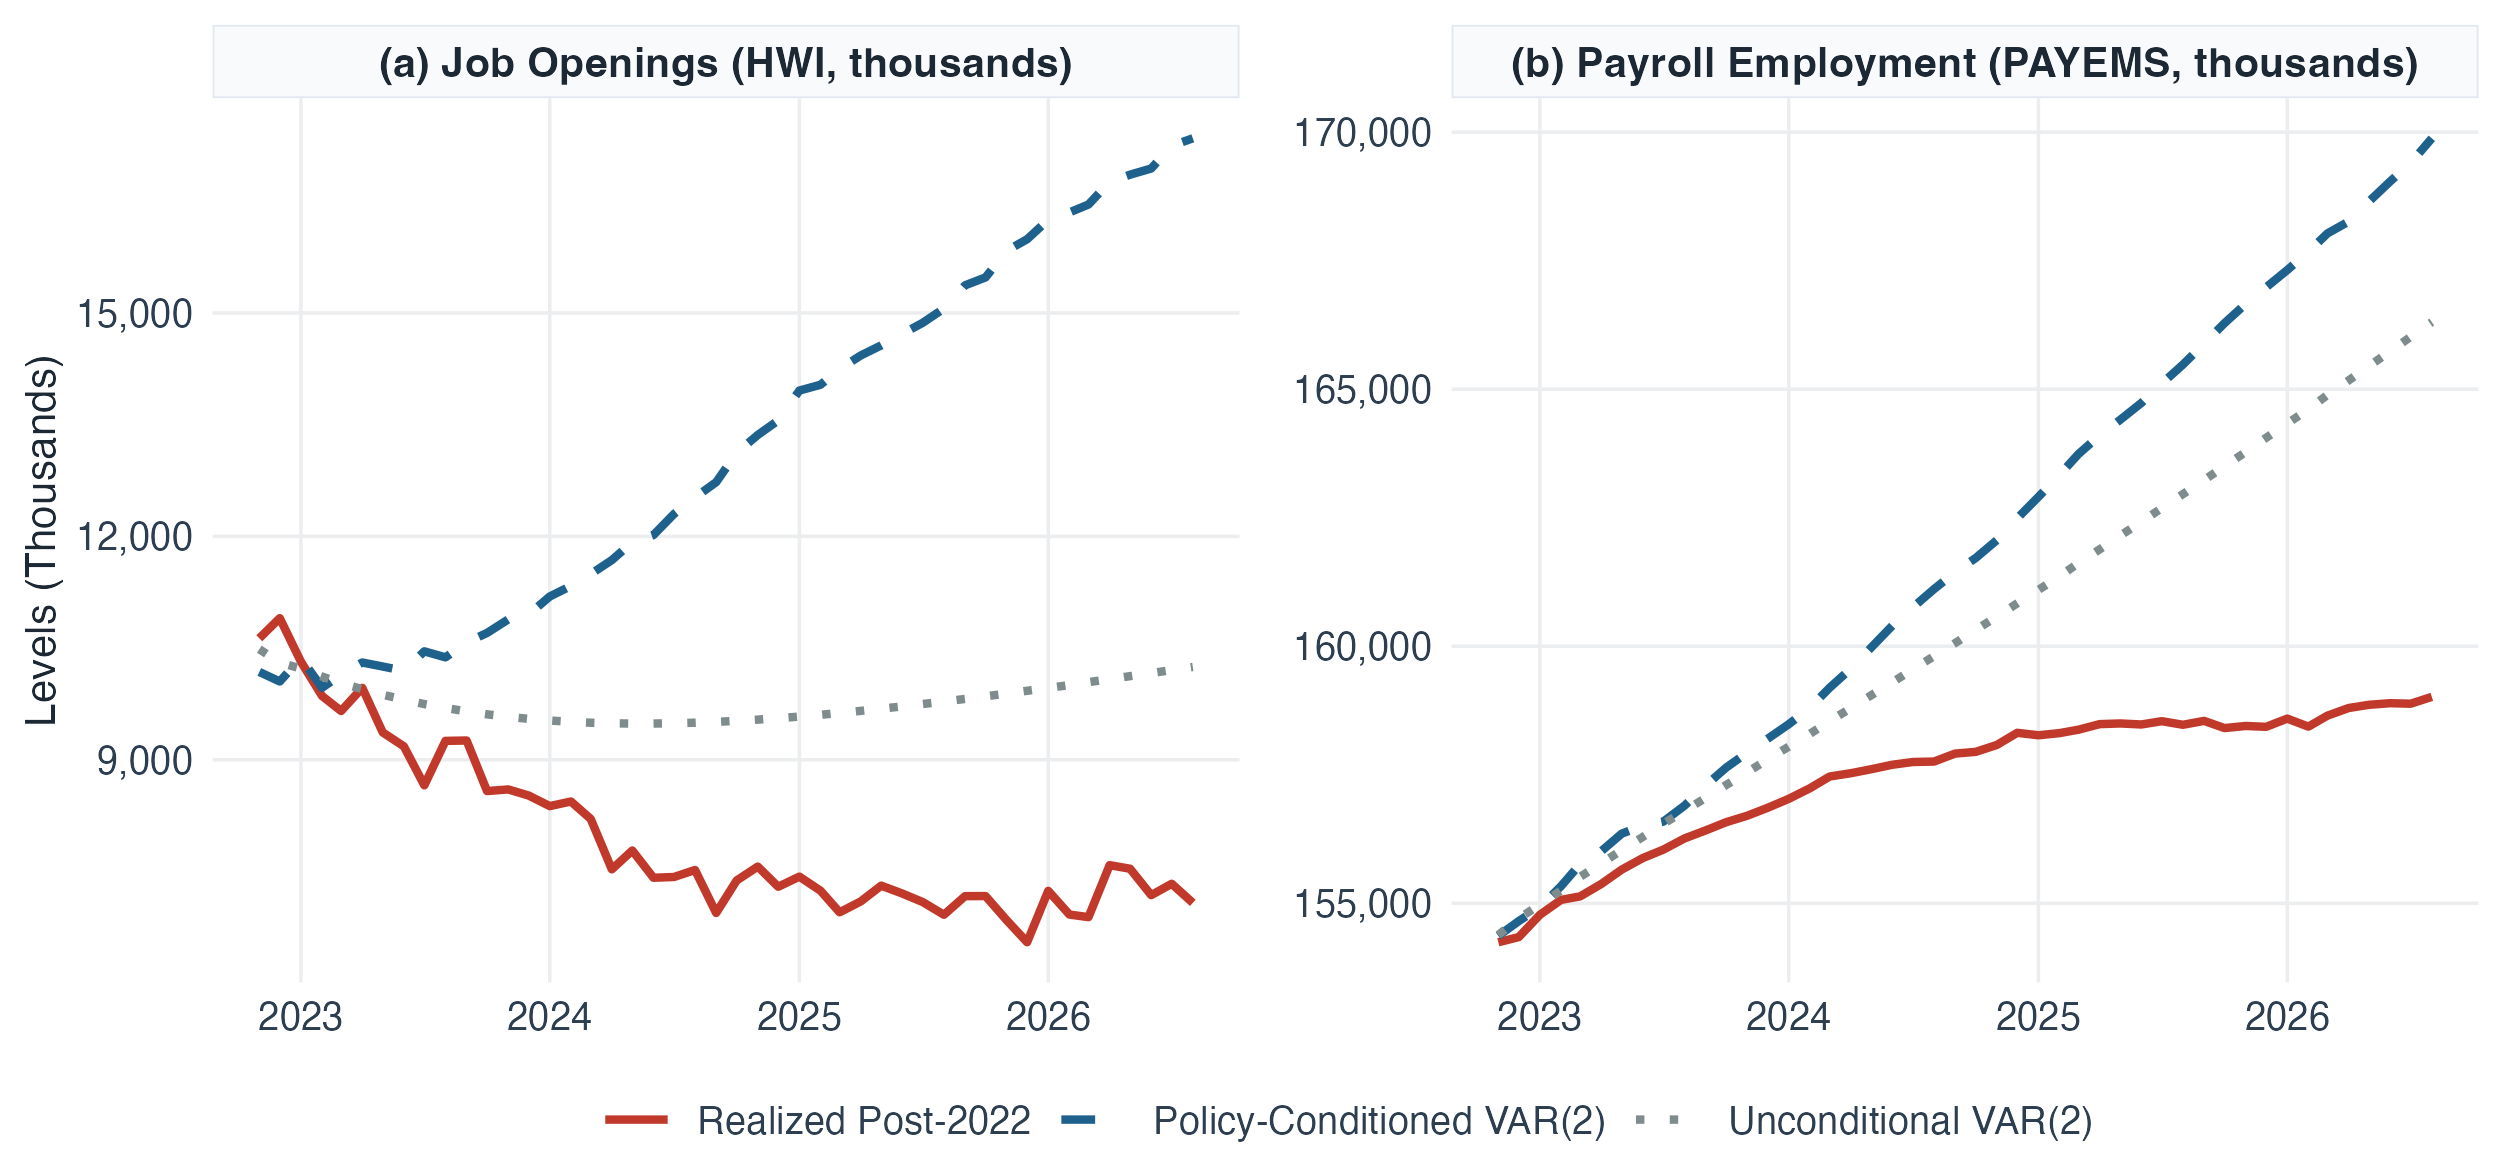 (a) Job Openings (HWI, thousands)
(b) Payroll Employment (PAYEMS, thousands)
Levels (Thousands)
15,000
12,000
9,000
2023
2024
2025
2026
170,000
165,000
160,000
155,000
2023
2024
2025
2026
Realized Post-2022
Policy-Conditioned VAR(2)
Unconditional VAR(2)